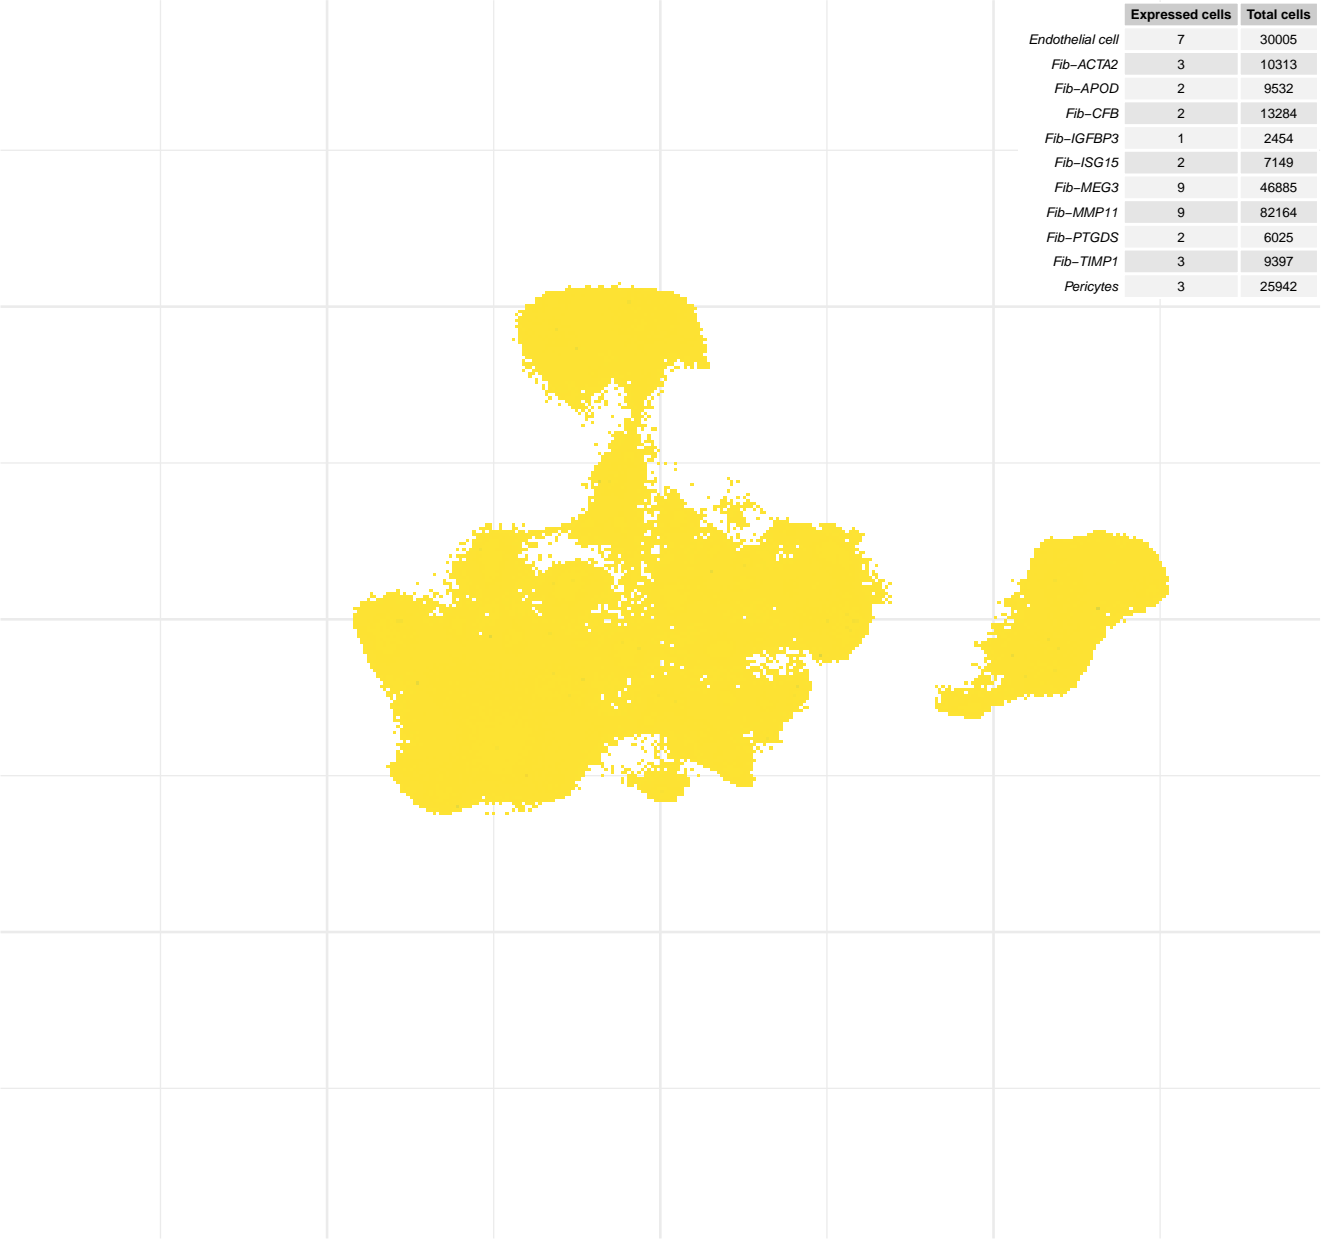 Expressed cells Total cells
Endothelial cell 7 30005
Fib−ACTA2 3 10313
Fib−APOD 2 9532
Fib−CFB 2 13284
Fib−IGFBP3 1 2454
Fib−ISG15 2 7149
Fib−MEG3 9 46885
Fib−MMP11 9 82164
Fib−PTGDS 2 6025
Fib−TIMP1 3 9397
Pericytes 3 25942